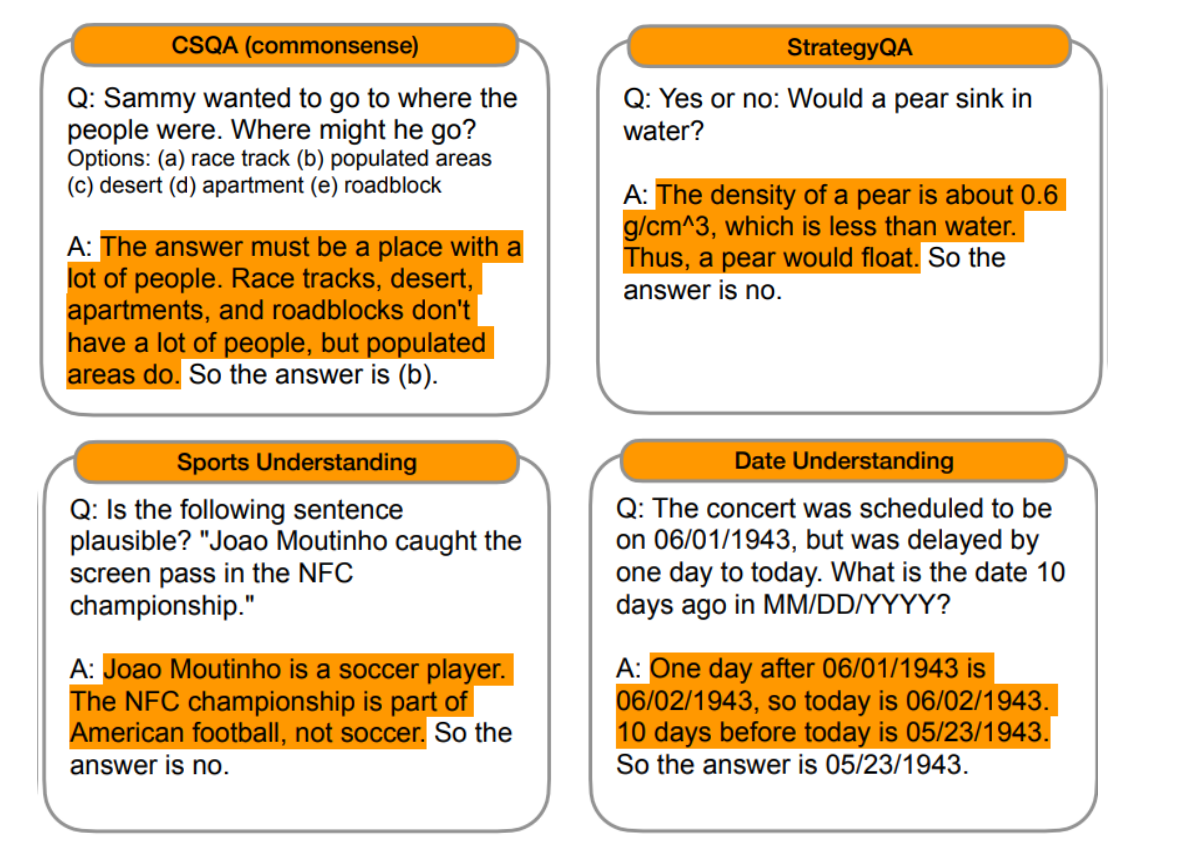 CSQA (commonsense)
Q: Sammy wanted to go to where the
people were. Where might he go?
Options: (a) race track (b) populated areas
(c) desert (d) apartment (e) roadblock
A: The answer must be a place with a
lot of people. Race tracks, desert,
apartments, and roadblocks don't
have a lot of people, but populated
areas do. So the answer is (b).
StrategyQA
Q: Yes or no: Would a pear sink in
water?
A: The density of a pear is about 0.6
g/cm^3, which is less than water.
Thus, a pear would float. So the
answer is no.
Sports Understanding
Q: Is the following sentence
plausible? "Joao Moutinho caught the
screen pass in the NFC
championship."
A: Joao Moutinho is a soccer player.
The NFC championship is part of
American football, not soccer. So the
answer is no.
Date Understanding
Q: The concert was scheduled to be
on 06/01/1943, but was delayed by
one day to today. What is the date 10
days ago in MM/DD/YYYY?
A: One day after 06/01/1943 is
06/02/1943, so today is 06/02/1943.
10 days before today is 05/23/1943.
So the answer is 05/23/1943.